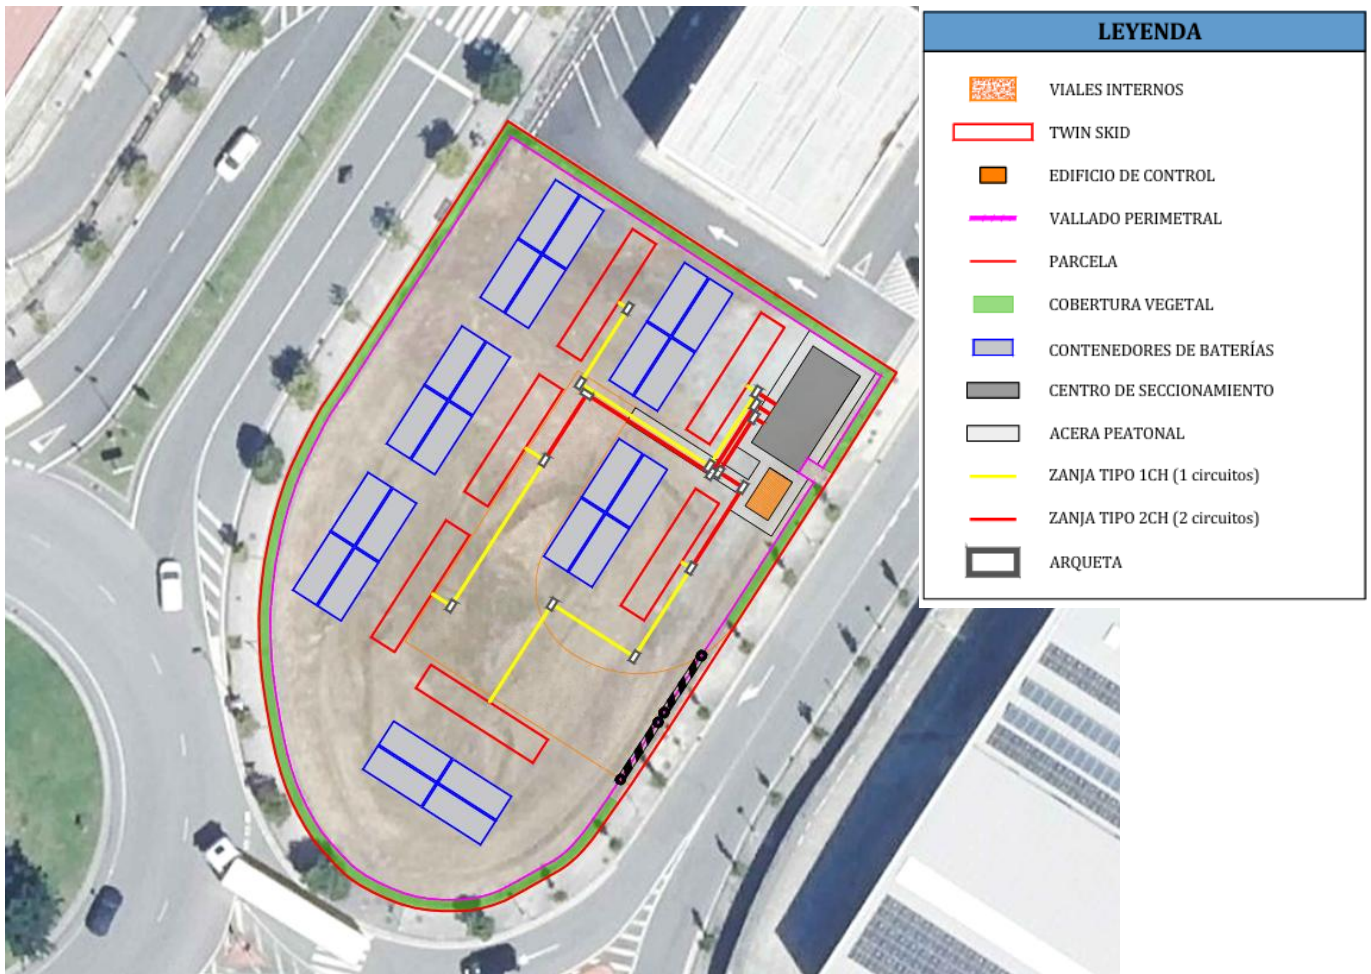 LEYENDA
VIALES INTERNOS
TWIN SKID
EDIFICIO DE CONTROL
VALLADO PERIMETRAL
PARCELA
COBERTURA VEGETAL
CONTENEDORES DE BATERÍAS
CENTRO DE SECCIONAMIENTO
ACERA PEATONAL
ZANJA TIPO 1CH (1 circuitos)
ZANJA TIPO 2CH (2 circuitos)
ARQUETA